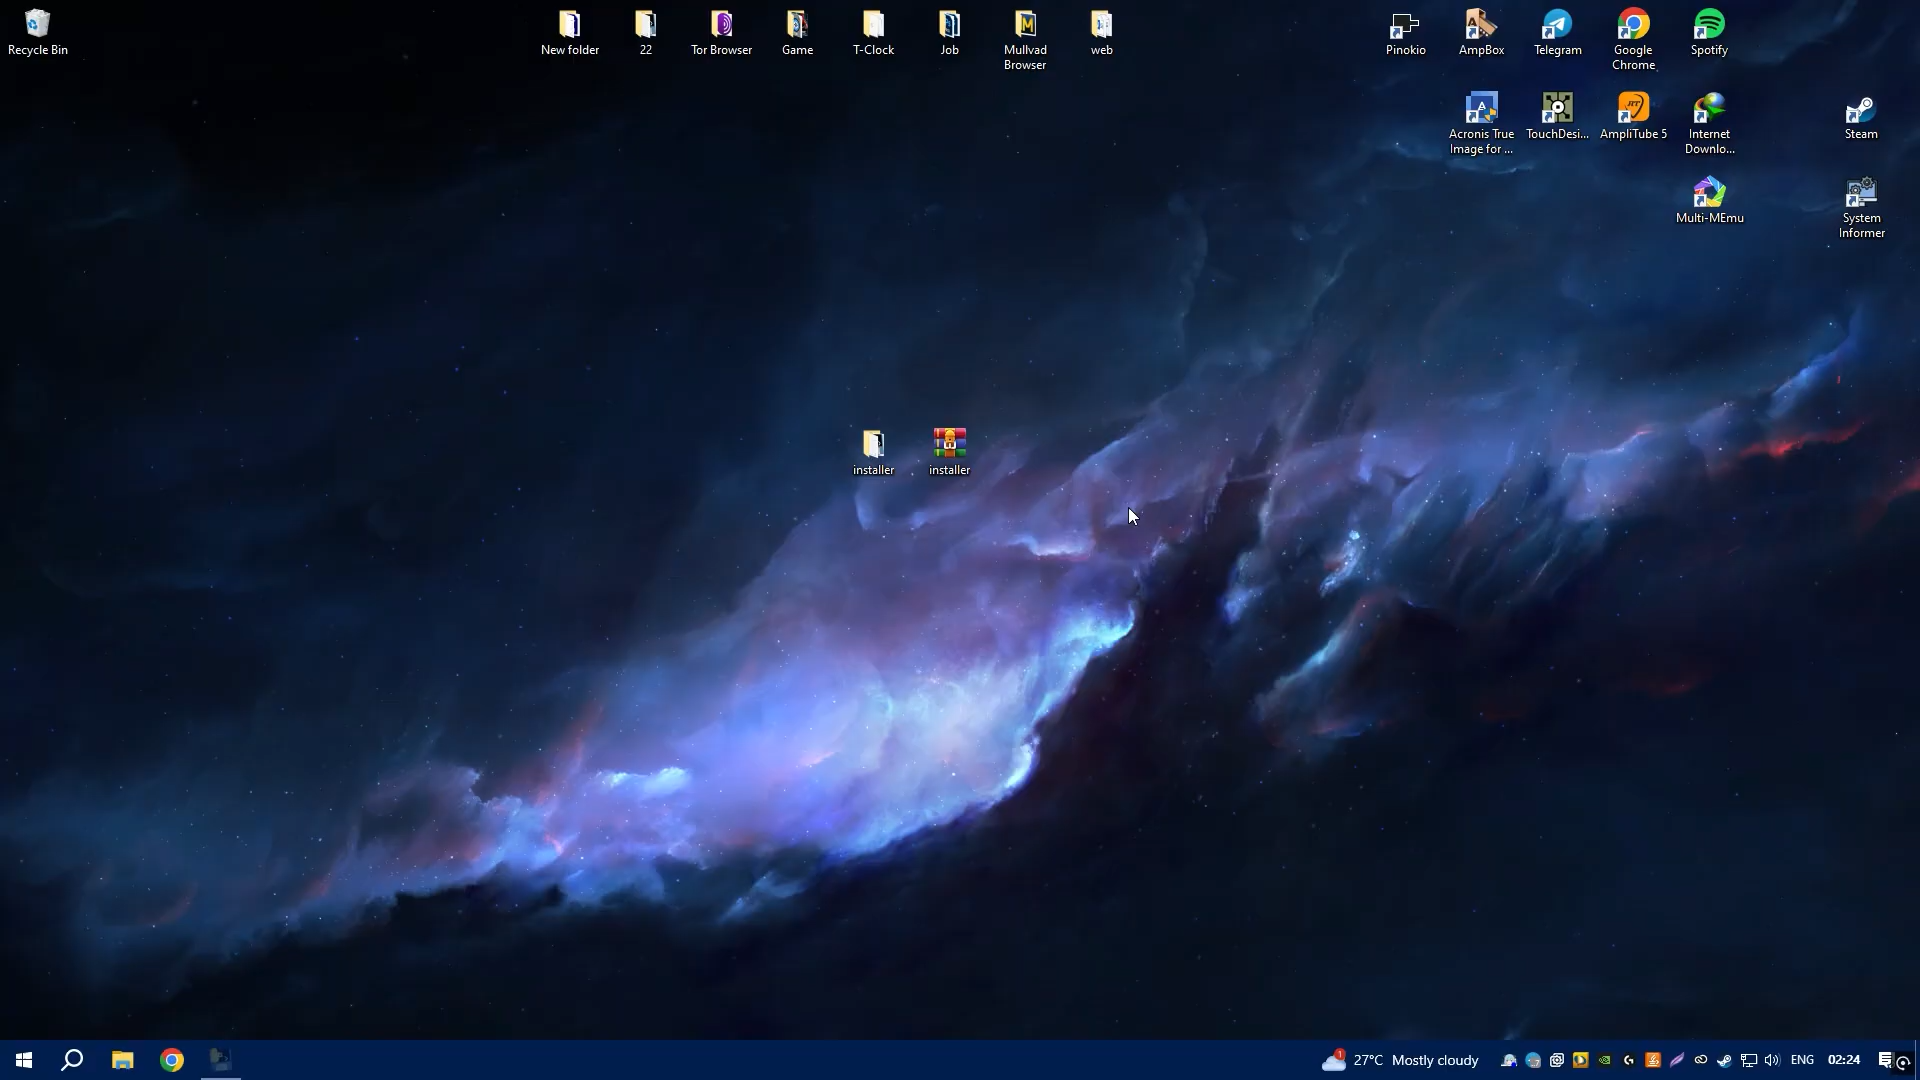 Recycle Bin
New folder
22
Tor Browser
Game
T-Clock
Job
Mullvad
Browser
web
Pinokio
AmpBox
Telegram
Google
Chrome
Spotify
Acronis True
Image for ...
TouchDesi...
AmpliTube 5
Internet
Downlo...
Steam
Multi-MEmu
System
Informer
installer
installer
1
27°C Mostly cloudy
ENG
02:24